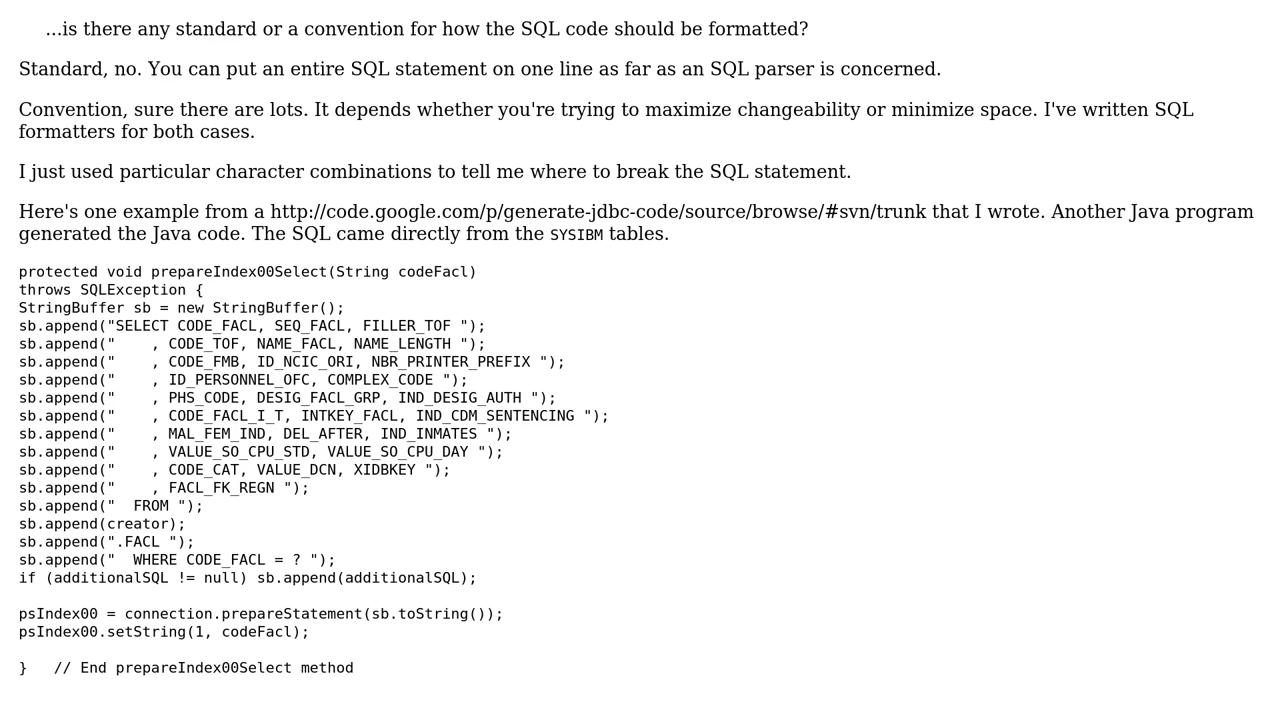 ...is there any standard or a convention for how the SQL code should be formatted?
Standard, no. You can put an entire SQL statement on one line as far as an SQL parser is concerned.
Convention, sure there are lots. It depends whether you're trying to maximize changeability or minimize space. I've written SQL
formatters for both cases.
I just used particular character combinations to tell me where to break the SQL statement.
Here's one example from a http://code.google.com/p/generate-jdbc-code/source/browse/#svn/trunk that I wrote. Another Java program
generated the Java code. The SQL came directly from the SYSIBM tables.
protected void prepareIndex00Select(String codeFacl)
throws SQLException {
StringBuffer sb = new StringBuffer();
sb.append("SELECT CODE_FACL, SEQ_FACL, FILLER_TOF ");
sb.append("    , CODE_TOF, NAME_FACL, NAME_LENGTH ");
sb.append("    , CODE_FMB, ID_NCIC_ORI, NBR_PRINTER_PREFIX ");
sb.append("    , ID_PERSONNEL_OFC, COMPLEX_CODE ");
sb.append("    , PHS_CODE, DESIG_FACL_GRP, IND_DESIG_AUTH ");
sb.append("    , CODE_FACL_I_T, INTKEY_FACL, IND_CDM_SENTENCING ");
sb.append("    , MAL_FEM_IND, DEL_AFTER, IND_INMATES ");
sb.append("    , VALUE_SO_CPU_STD, VALUE_SO_CPU_DAY ");
sb.append("    , CODE_CAT, VALUE_DCN, XIDBKEY ");
sb.append("    , FACL_FK_REGN ");
sb.append("  FROM ");
sb.append(creator);
sb.append(".FACL ");
sb.append("  WHERE CODE_FACL = ? ");
if (additionalSQL != null) sb.append(additionalSQL);
psIndex00 = connection.prepareStatement(sb.toString());
psIndex00.setString(1, codeFacl);
}   // End prepareIndex00Select method